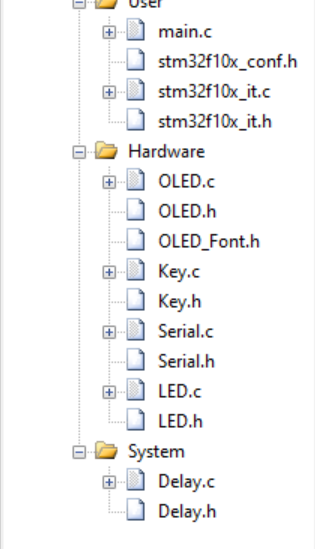 User
main.c
stm32f10x_conf.h
stm32f10x_it.c
stm32f10x_it.h
Hardware
OLED.c
OLED.h
OLED_Font.h
Key.c
Key.h
Serial.c
Serial.h
LED.c
LED.h
System
Delay.c
Delay.h